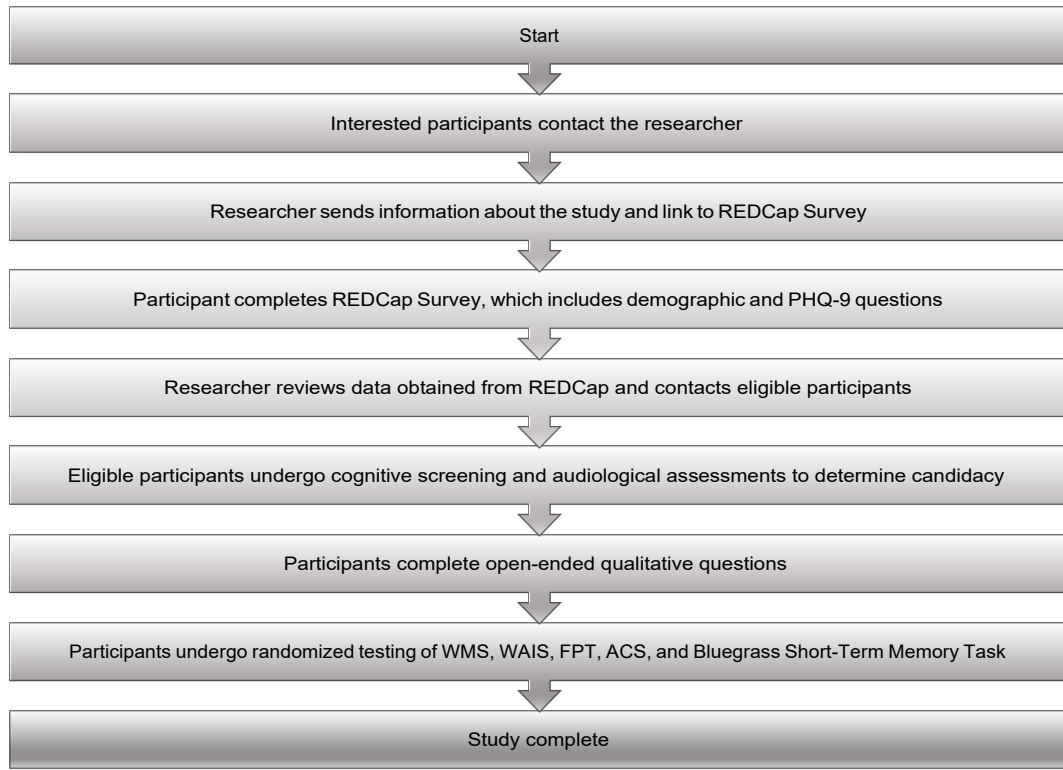 Start
Interested participants contact the researcher
Researcher sends information about the study and link to REDCap Survey
Participant completes REDCap Survey, which includes demographic and PHQ-9 questions
Researcher reviews data obtained from REDCap and contacts eligible participants
Eligible participants undergo cognitive screening and audiological assessments to determine candidacy
Participants complete open-ended qualitative questions
Participants undergo randomized testing of WMS, WAIS, FPT, ACS, and Bluegrass Short-Term Memory Task
Study complete